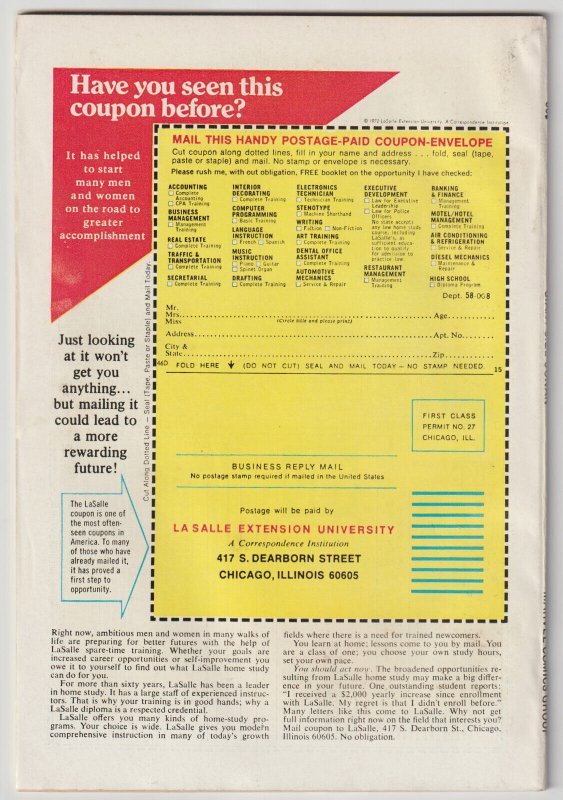 Have you seen this
coupon before?
© 1972 LaSalle Extension University, A Correspondence Institution
It has helped
to start
many men
and women
on the road to
greater
accomplishment
MAIL THIS HANDY POSTAGE-PAID COUPON-ENVELOPE
Cut coupon along dotted lines, fill in your name and address . . . fold, seal (tape,
paste or staple) and mail. No stamp or envelope is necessary.
Please rush me, with out obligation, FREE booklet on the opportunity I have checked:
ACCOUNTING
Complete
Accounting
CPA Training
BUSINESS
MANAGEMENT
Management
Training
REAL ESTATE
Complete Training
TRAFFIC &
TRANSPORTATION
Complete Training
SECRETARIAL
Complete Training
INTERIOR
DECORATING
Complete Training
COMPUTER
PROGRAMMING
Basic Training
LANGUAGE
INSTRUCTION
French Spanish
MUSIC
INSTRUCTION
Piano Guitar
Spinet Organ
DRAFTING
Complete Training
ELECTRONICS
TECHNICIAN
Technician Training
STENOTYPE
Machine Shorthand
WRITING
Fiction Non-Fiction
ART TRAINING
Complete Training
DENTAL OFFICE
ASSISTANT
Complete Training
AUTOMOTIVE
MECHANICS
Service & Repair
EXECUTIVE
DEVELOPMENT
Law for Executive
Leadership
Law for Police
Officers
No state accepts
any law home study
course, including
LaSalle's, as
sufficient educa-
tion to qualify
for admission to
practice law.
RESTAURANT
MANAGEMENT
Management
Training
BANKING
& FINANCE
Management
Training
MOTEL/HOTEL
MANAGEMENT
Complete Training
AIR CONDITIONING
& REFRIGERATION
Service & Repair
DIESEL MECHANICS
Maintenance &
Repair
HIGH SCHOOL
Diploma Program
Dept. 58-068
Mr.
Mrs. Age
Miss (Circle title and please print)
Address Apt. No.
City &
State Zip
46D FOLD HERE (DO NOT CUT) SEAL AND MAIL TODAY – NO STAMP NEEDED. 15
Cut Along Dotted Line – Seal (Tape, Paste or Staple) and Mail Today.
Just looking
at it won't
get you
anything...
but mailing it
could lead to
a more
rewarding
future!
The LaSalle
coupon is one of
the most often-
seen coupons in
America. To many
of those who have
already mailed it,
it has proved a
first step to
opportunity.
FIRST CLASS
PERMIT NO. 27
CHICAGO, ILL.
BUSINESS REPLY MAIL
No postage stamp required if mailed in the United States
Postage will be paid by
LA SALLE EXTENSION UNIVERSITY
A Correspondence Institution
417 S. DEARBORN STREET
CHICAGO, ILLINOIS 60605
Right now, ambitious men and women in many walks of
life are preparing for better futures with the help of
LaSalle spare-time training. Whether your goals are
increased career opportunities or self-improvement you
owe it to yourself to find out what LaSalle home study
can do for you.
For more than sixty years, LaSalle has been a leader
in home study. It has a large staff of experienced instruc-
tors. That is why your training is in good hands; why a
LaSalle diploma is a respected credential.
LaSalle offers you many kinds of home-study pro-
grams. Your choice is wide. LaSalle gives you modern
comprehensive instruction in many of today's growth
fields where there is a need for trained newcomers.
You learn at home; lessons come to you by mail. You
are a class of one; you choose your own study hours,
set your own pace.
You should act now. The broadened opportunities re-
sulting from LaSalle home study may make a big differ-
ence in your future. One outstanding student reports:
"I received a $2,000 yearly increase since enrollment
with LaSalle. My regret is that I didn't enroll before."
Many letters like this come to LaSalle. Why not get
full information right now on the field that interests you?
Mail coupon to LaSalle, 417 S. Dearborn St., Chicago,
Illinois 60605. No obligation.